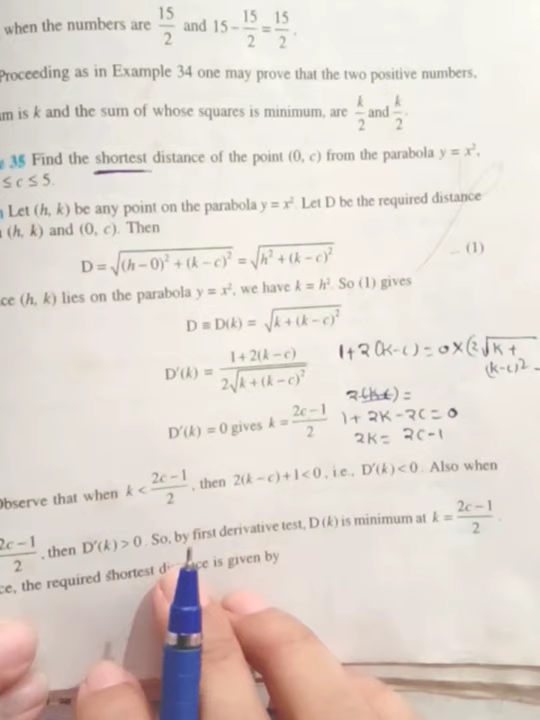 when the numbers are 15/2 and 15 - 15/2 = 15/2.
Proceeding as in Example 34 one may prove that the two positive numbers,
is k and the sum of whose squares is minimum, are k/2 and k/2.
35 Find the shortest distance of the point (0, c) from the parabola y = x²,
≤ c ≤ 5.
Let (h, k) be any point on the parabola y = x². Let D be the required distance
(h, k) and (0, c). Then
D = √((h - 0)² + (k - c)²) = √(h² + (k - c)²) ... (1)
(h, k) lies on the parabola y = x², we have k = h². So (1) gives
D ≡ D(k) = √(k + (k - c)²)
D′(k) = (1 + 2(k - c)) / (2√(k + (k - c)²))
1 + 2(k-c) = 0 × (2√k +
(k-c)²
D′(k) = 0 gives k = (2c - 1)/2
1 + 2k - 2c = 0
2k = 2c - 1
Observe that when k < (2c - 1)/2, then 2(k - c) + 1 < 0, i.e., D′(k) < 0. Also when
(2c - 1)/2, then D′(k) > 0. So, by first derivative test, D (k) is minimum at k = (2c - 1)/2.
the required shortest is given by